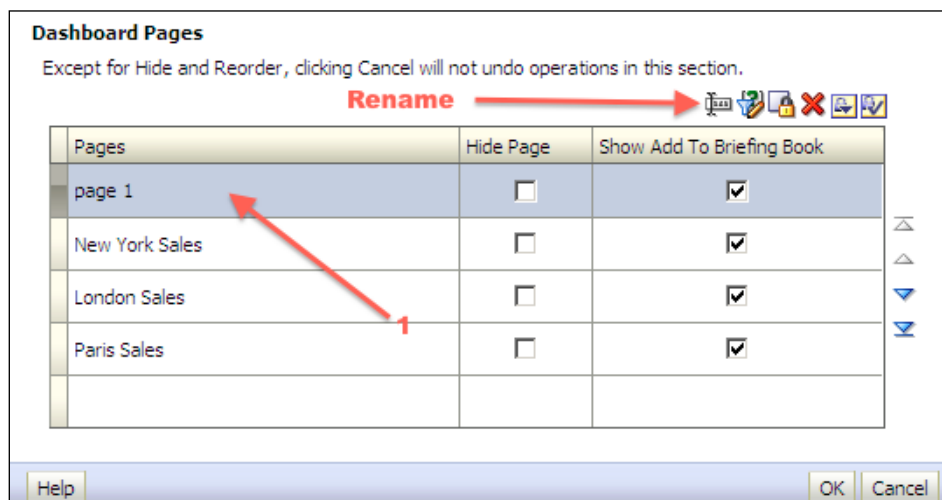 Dashboard Pages
Except for Hide and Reorder, clicking Cancel will not undo operations in this section.
Rename
Pages Hide Page Show Add To Briefing Book
page 1
New York Sales
London Sales
1
Paris Sales
Help OK Cancel